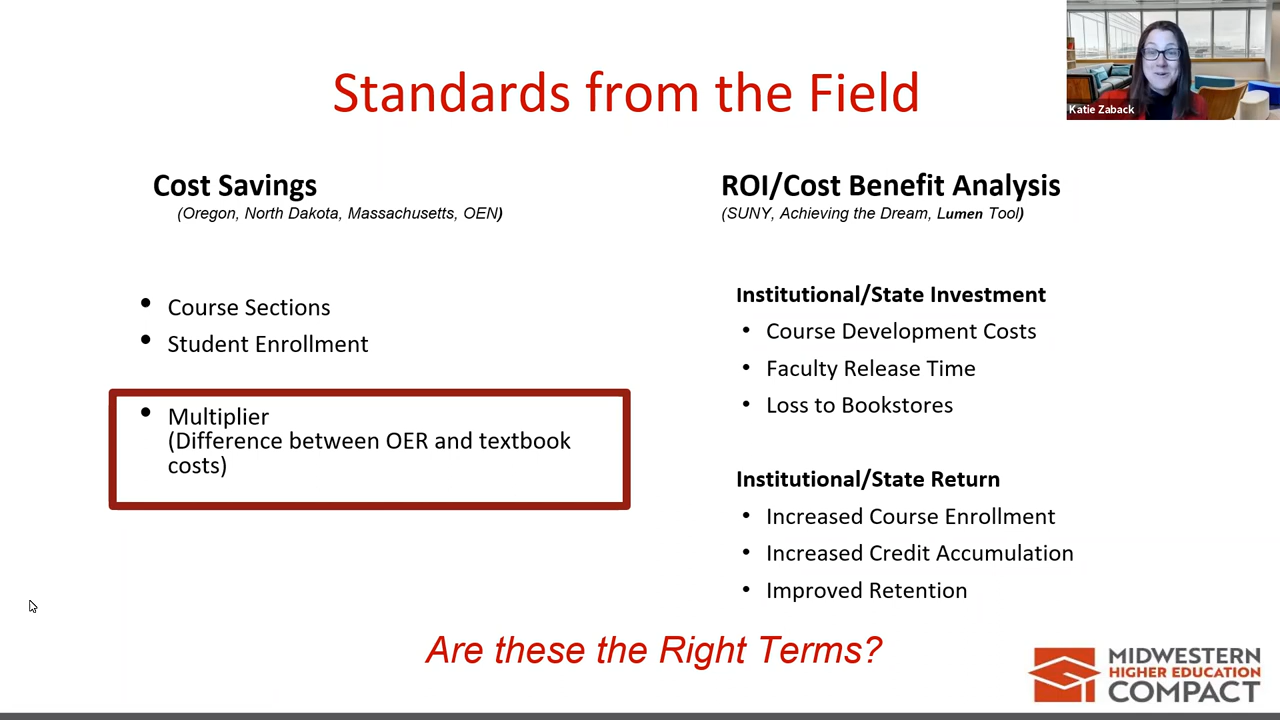 Standards from the Field
Katie Zaback
Cost Savings
(Oregon, North Dakota, Massachusetts, OEN)
• Course Sections
• Student Enrollment
• Multiplier
(Difference between OER and textbook
costs)
ROI/Cost Benefit Analysis
(SUNY, Achieving the Dream, Lumen Tool)
Institutional/State Investment
• Course Development Costs
• Faculty Release Time
• Loss to Bookstores
Institutional/State Return
• Increased Course Enrollment
• Increased Credit Accumulation
• Improved Retention
Are these the Right Terms?
MIDWESTERN
HIGHER EDUCATION
COMPACT